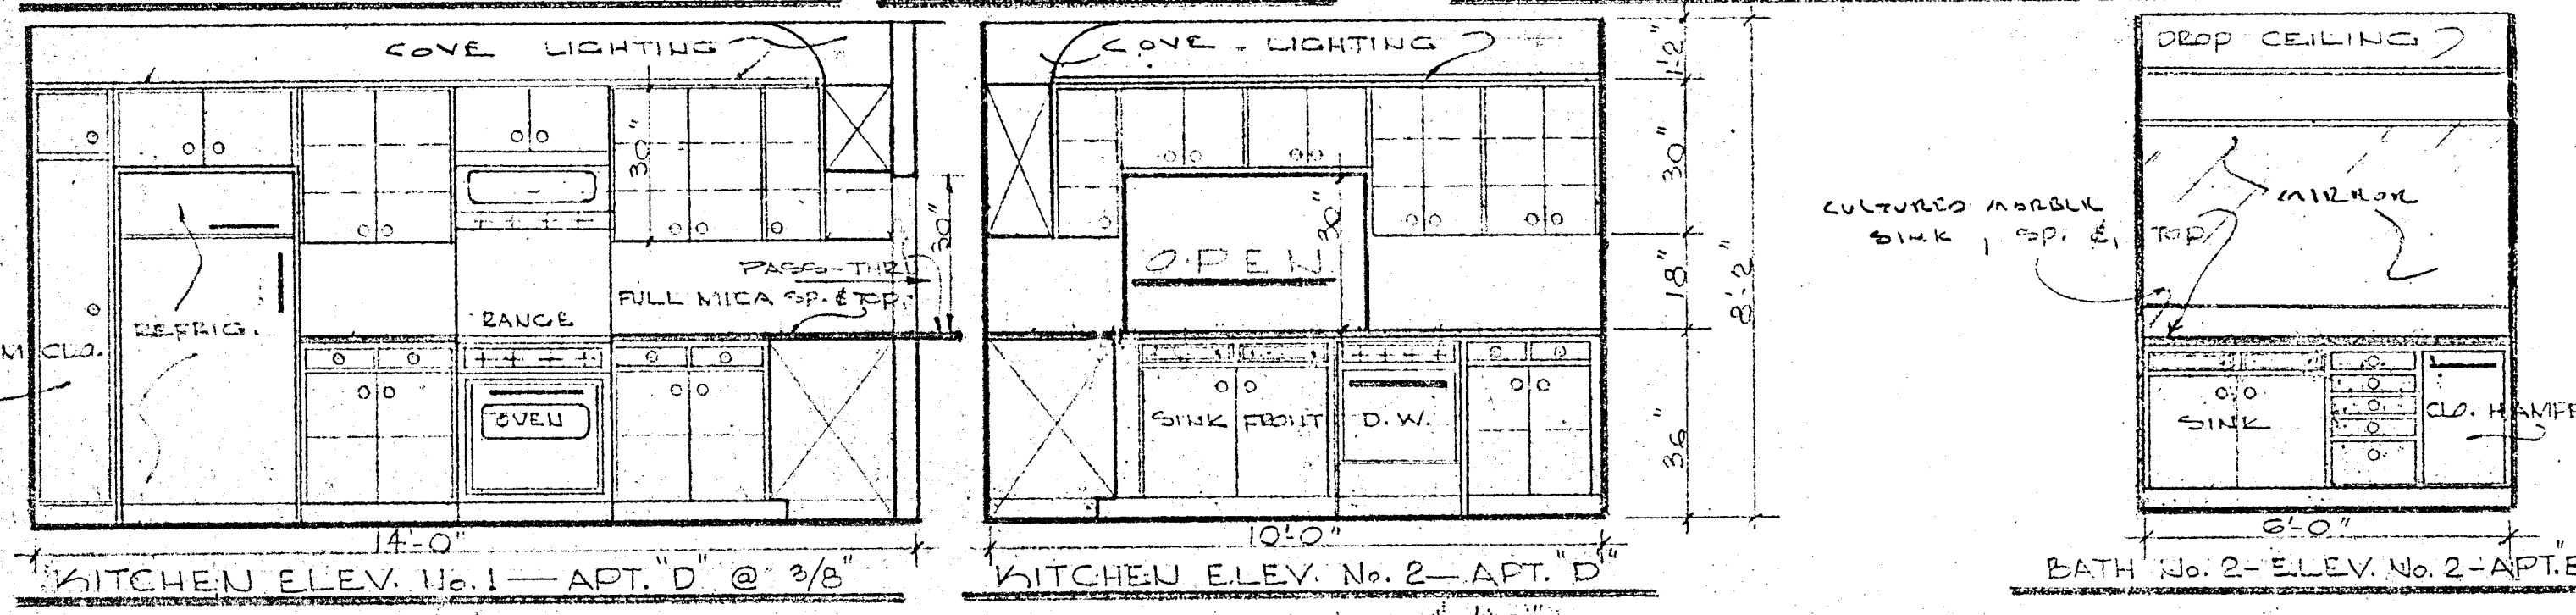 COVE LIGHTING
30"
30"
PASS-THRU
FULL MICA SP. & TOP.
REFRIG.
RANGE
CLO.
OVEN
14'-0"
KITCHEN ELEV. No. 1 — APT. "D" @ 3/8"
COVE - LIGHTING
1'-2"
30"
30"
OPEN
18"
8'-2"
36"
SINK FRONT D.W.
10'-0"
KITCHEN ELEV. No. 2 — APT. "D"
DROP CEILING
MIRROR
CULTURED MARBLE
SINK, SP. &, TOP
SINK
CLO. HAMPE
6'-0"
BATH No. 2 - ELEV. No. 2 - APT. "E